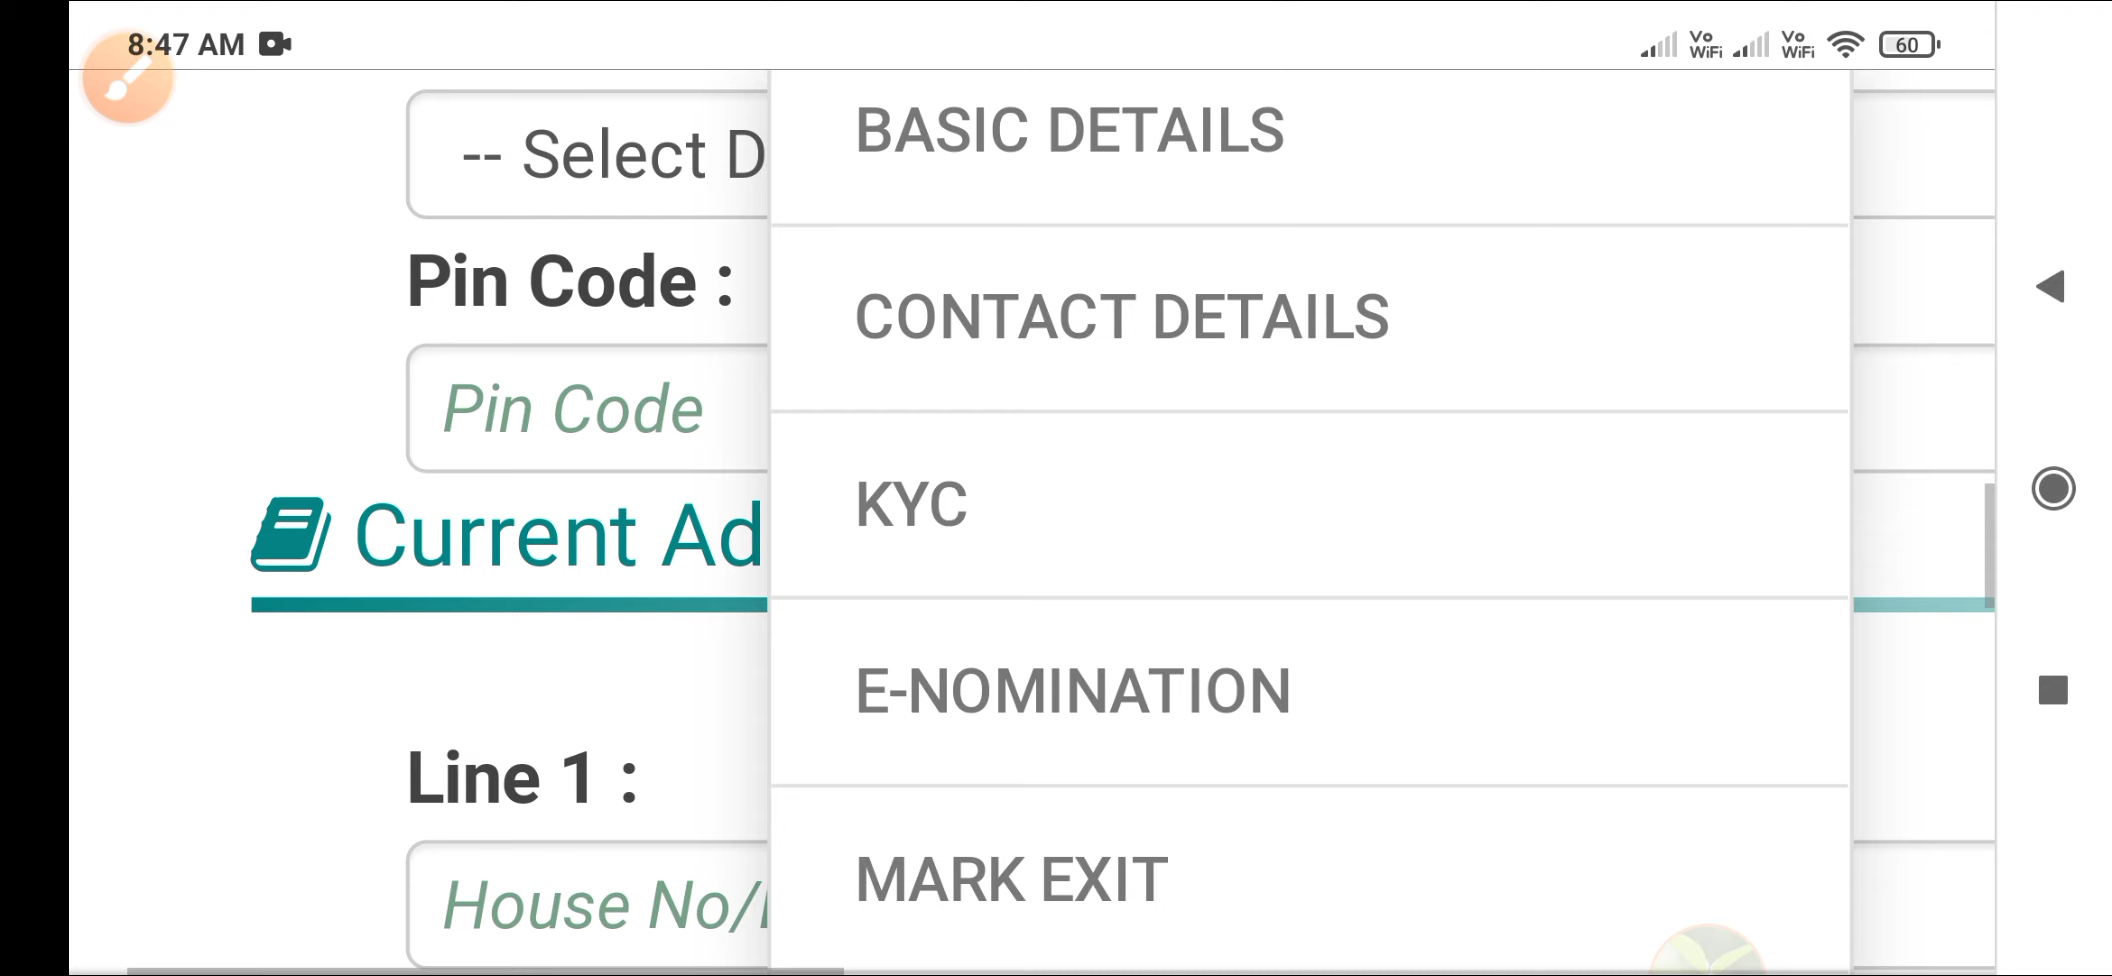 8:47 AM
Vo WiFi Vo WiFi 60
-- Select D
Pin Code :
Pin Code
Current Ad
Line 1 :
House No/
BASIC DETAILS
CONTACT DETAILS
KYC
E-NOMINATION
MARK EXIT